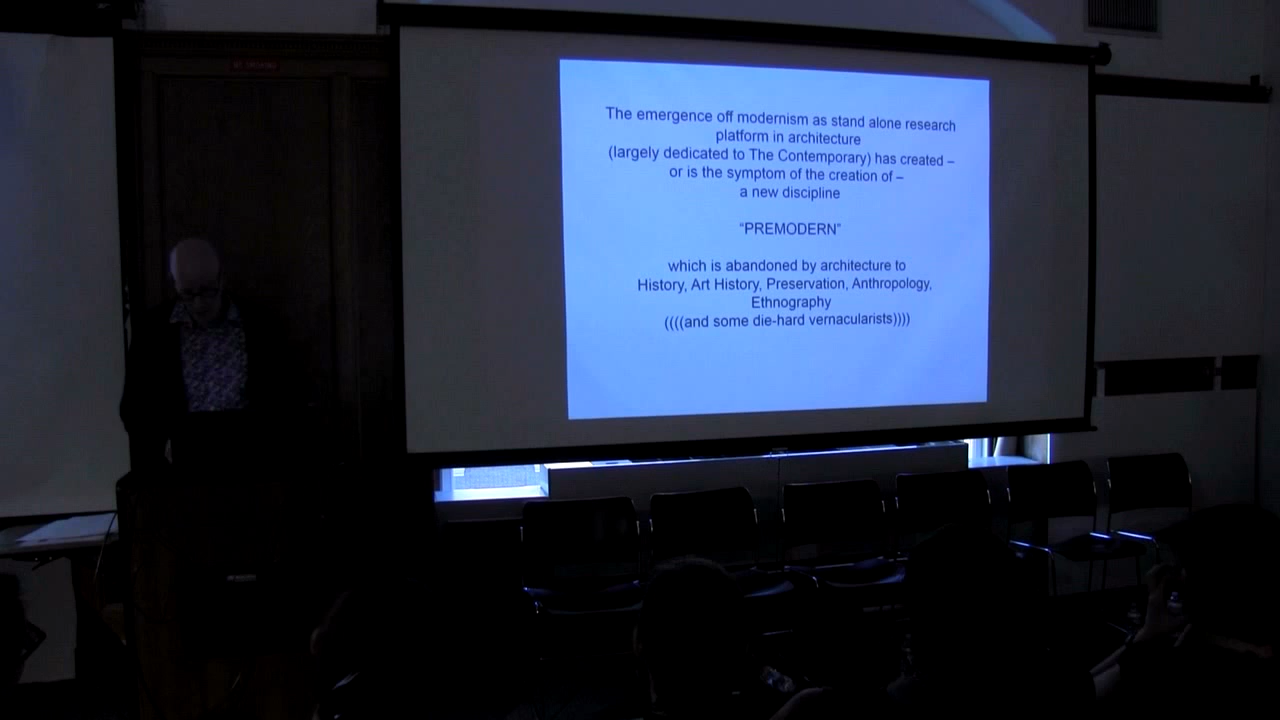 NO SMOKING
The emergence off modernism as stand alone research
platform in architecture
(largely dedicated to The Contemporary) has created –
or is the symptom of the creation of –
a new discipline
“PREMODERN”
which is abandoned by architecture to
History, Art History, Preservation, Anthropology,
Ethnography
((((and some die-hard vernacularists))))